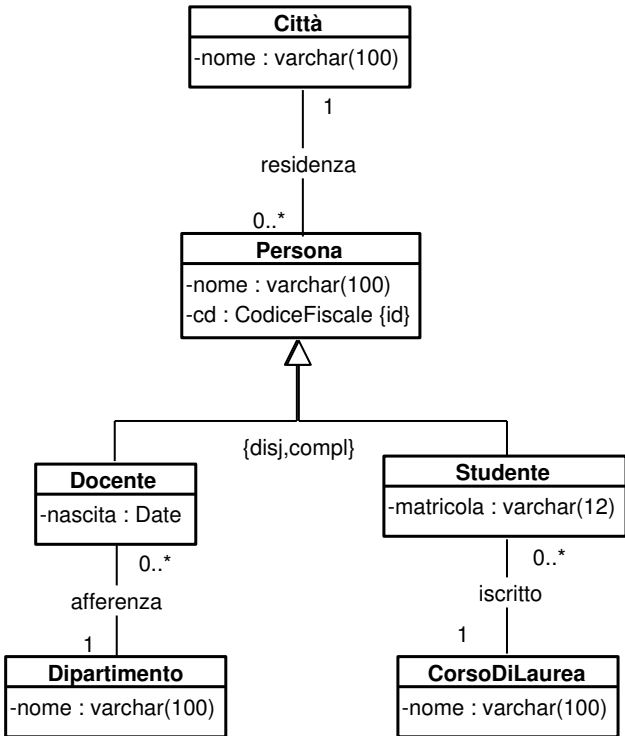 Città
-nome : varchar(100)
1
residenza
0..*
Persona
-nome : varchar(100)
-cd : CodiceFiscale {id}
{disj,compl}
Docente
-nascita : Date
0..*
afferenza
1
Dipartimento
-nome : varchar(100)
Studente
-matricola : varchar(12)
0..*
iscritto
1
CorsoDiLaurea
-nome : varchar(100)